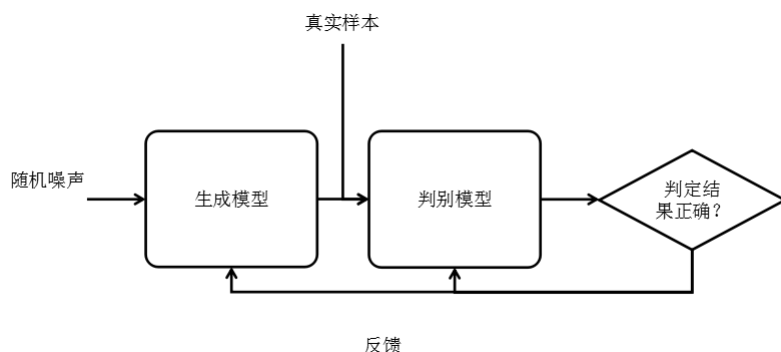 真实样本
随机噪声
生成模型
判别模型
判定结
果正确？
反馈